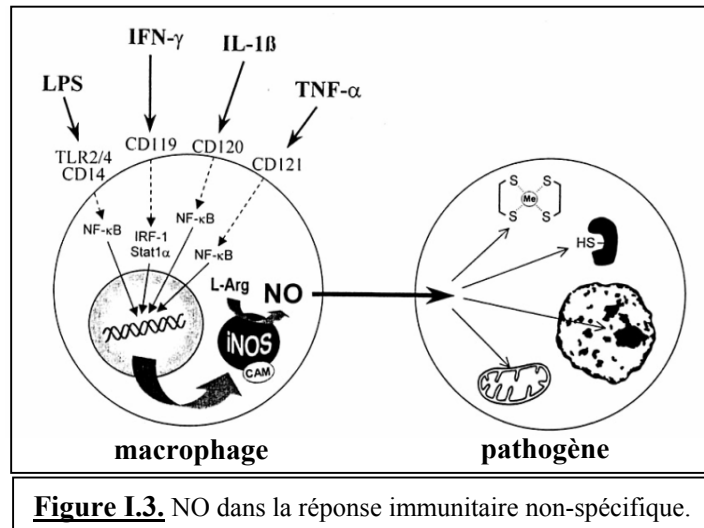 IFN-γ
IL-1ß
LPS
TNF-α
TLR2/4
CD14
CD119
CD120
CD121
NF-κB
IRF-1
Stat1α
NF-κB
NF-κB
L-Arg
NO
iNOS
CAM
macrophage
S
S
Me
S
S
HS
pathogène
Figure I.3. NO dans la réponse immunitaire non-spécifique.